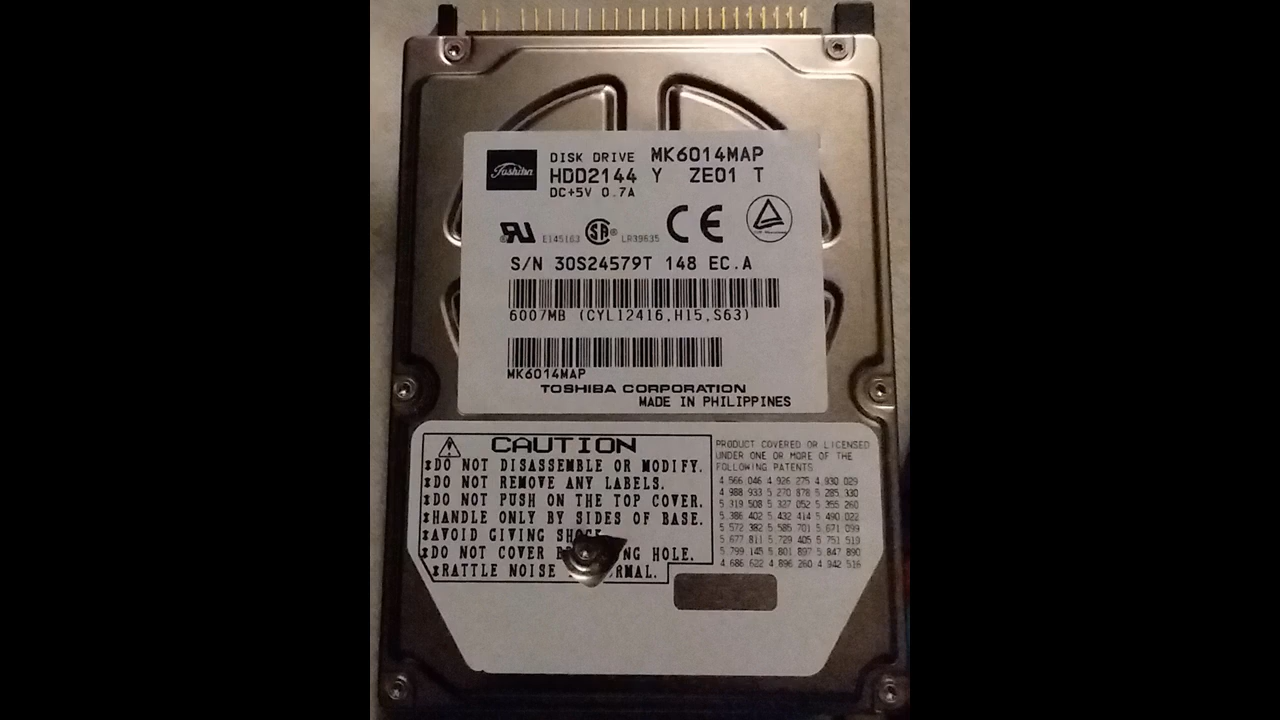 Toshiba
DISK DRIVE MK6014MAP
HDD2144 Y ZE01 T
DC+5V 0.7A
E145163 LR39635 CE
S/N 30S24579T 148 EC.A
6007MB (CYL12416,H15,S63)
MK6014MAP
TOSHIBA CORPORATION
MADE IN PHILIPPINES
CAUTION
*DO NOT DISASSEMBLE OR MODIFY.
*DO NOT REMOVE ANY LABELS.
*DO NOT PUSH ON THE TOP COVER.
*HANDLE ONLY BY SIDES OF BASE.
*AVOID GIVING
*DO NOT COVER HOLE.
*RATTLE NOISE
PRODUCT COVERED OR LICENSED
UNDER ONE OR MORE OF THE
FOLLOWING PATENTS
4 566 046 4 926 275 4 930 029
4 988 933 5 270 878 5 285 330
5 319 508 5 327 052 5 355 260
5 386 402 5 432 414 5 490 022
5 572 382 5 585 701 5 671 099
5 677 811 5 729 405 5 751 510
5 799 145 5 801 897 5 847 890
4 686 622 4 896 260 4 942 516